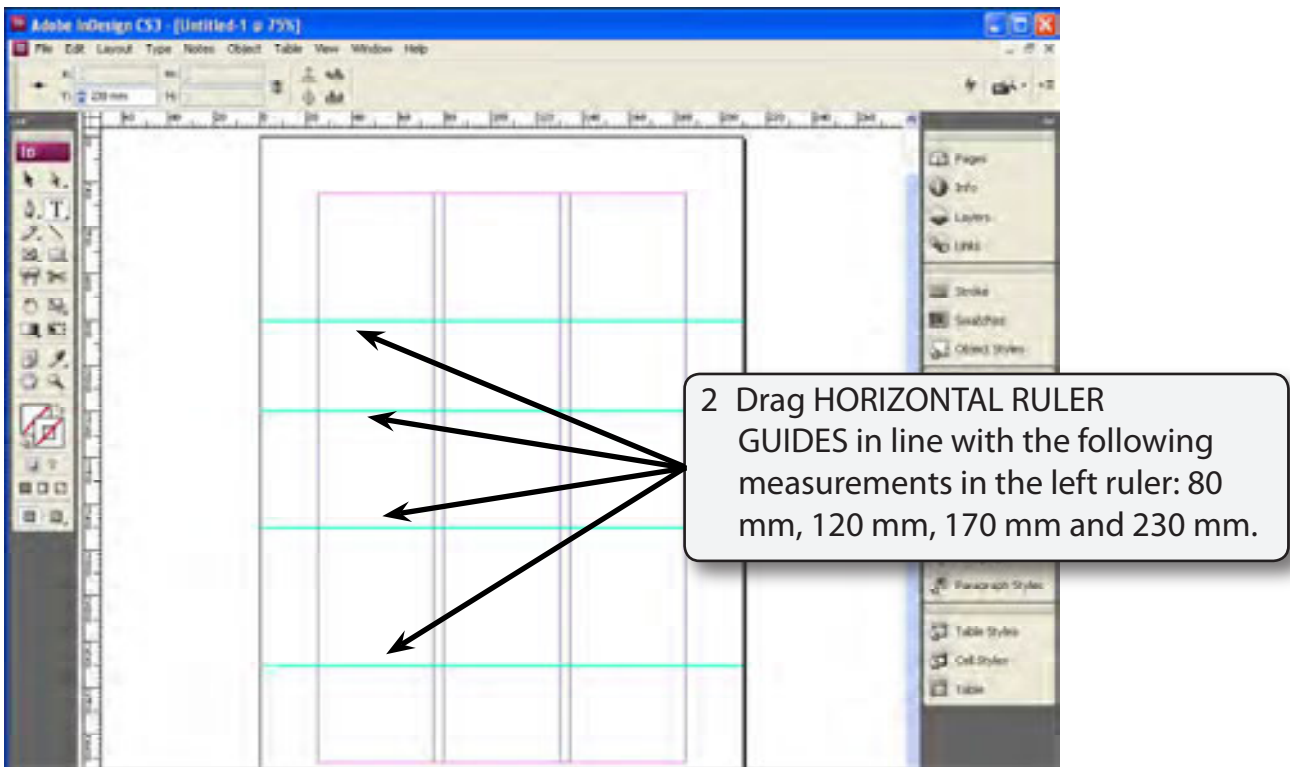 Adobe InDesign CS3 - [Untitled-1 @ 75%]
File Edit Layout Type Notes Object Table View Window Help
X: W:
Y: 230 mm H:
Pages
Info
Layers
Links
Stroke
Swatches
Object Styles
2 Drag HORIZONTAL RULER
GUIDES in line with the following
measurements in the left ruler: 80
mm, 120 mm, 170 mm and 230 mm.
Paragraph Styles
Table Styles
Cell Styles
Table